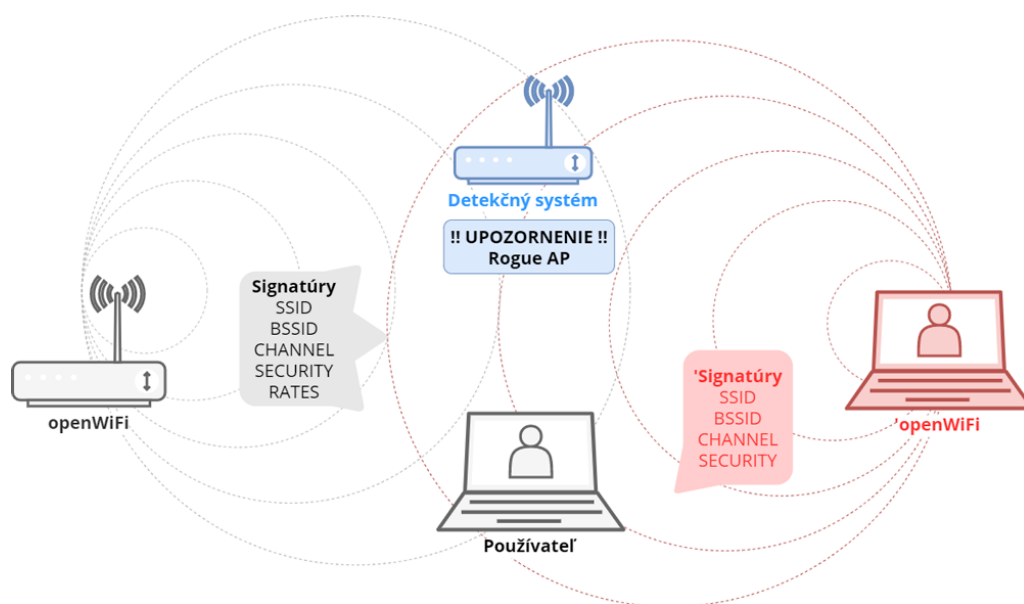 Detekčný systém
!! UPOZORNENIE !!
Rogue AP
Signatúry
SSID
BSSID
CHANNEL
SECURITY
RATES
openWiFi
'Signatúry
SSID
BSSID
CHANNEL
SECURITY
'openWiFi
Používateľ